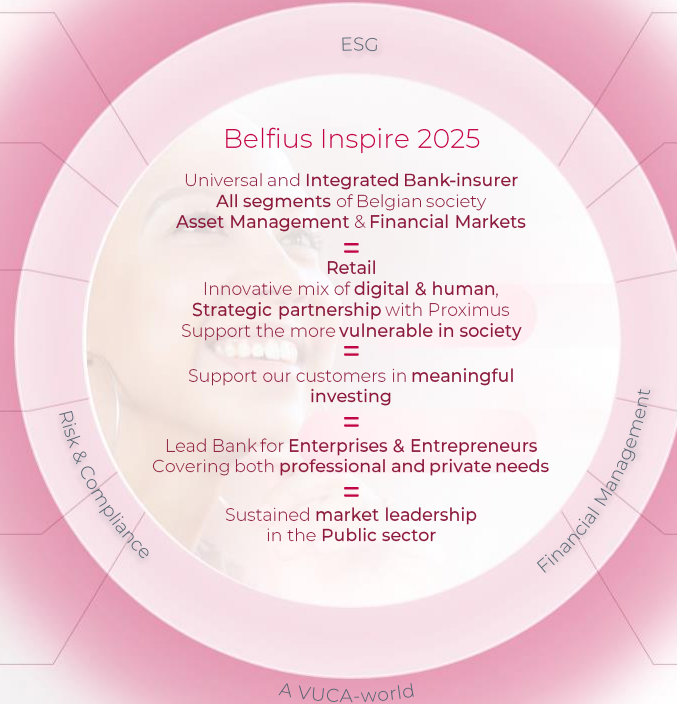 ESG
Belfius Inspire 2025
Universal and Integrated Bank-insurer
All segments of Belgian society
Asset Management & Financial Markets
=
Retail
Innovative mix of digital & human,
Strategic partnership with Proximus
Support the more vulnerable in society
=
Support our customers in meaningful
investing
=
Lead Bank for Enterprises & Entrepreneurs
Covering both professional and private needs
=
Sustained market leadership
in the Public sector
Risk & Compliance
Financial Management
A VUCA-world